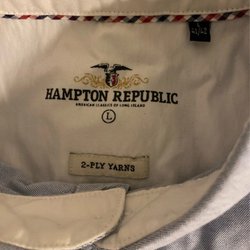 HAMPTON REPUBLIC
AMERICAN CLASSICS OF LONG ISLAND
L
2-PLY YARNS